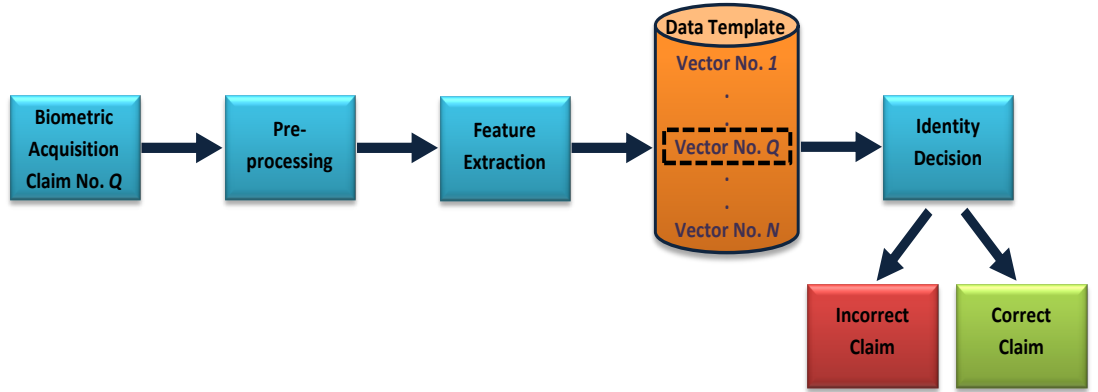 Biometric
Acquisition
Claim No. Q
Pre-
processing
Feature
Extraction
Data Template
Vector No. 1
.
.
Vector No. Q
.
.
Vector No. N
Identity
Decision
Incorrect
Claim
Correct
Claim